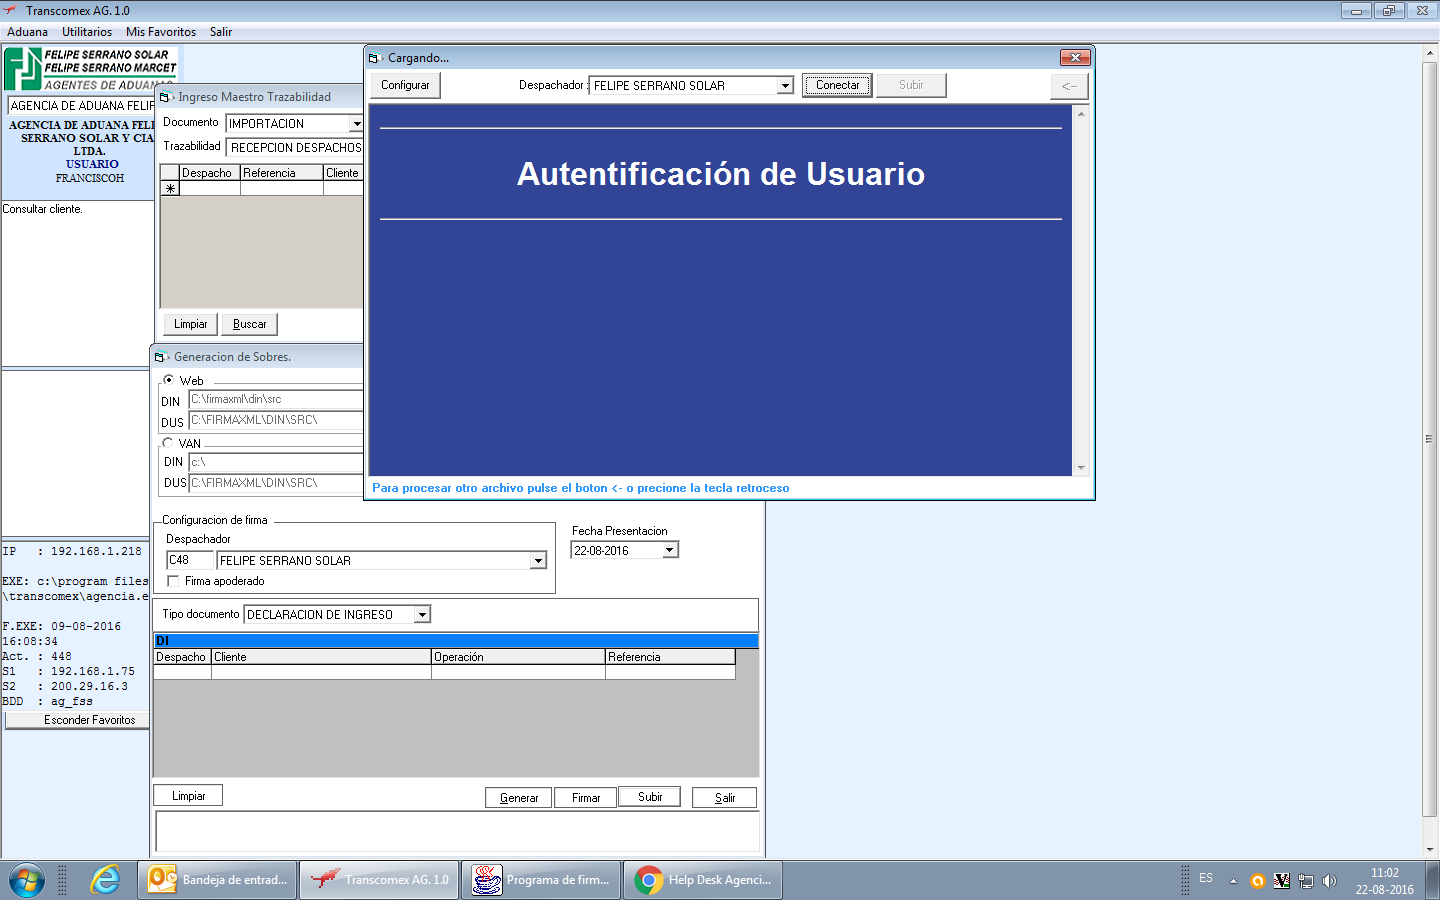 Transcomex AG. 1.0
Aduana Utilitarios Mis Favoritos Salir
FELIPE SERRANO SOLAR
FELIPE SERRANO MARCET
AGENTES DE ADUANA
AGENCIA DE ADUANA FELIP
AGENCIA DE ADUANA FELI
SERRANO SOLAR Y CIA
LTDA.
USUARIO
FRANCISCOH
Consultar cliente.
Ingreso Maestro Trazabilidad
Documento IMPORTACION
Trazabilidad RECEPCION DESPACHOS
Despacho Referencia Cliente
Limpiar Buscar
Cargando...
Configurar Despachador : FELIPE SERRANO SOLAR Conectar Subir <--
Autentificación de Usuario
Para procesar otro archivo pulse el boton <- o precione la tecla retroceso
Generacion de Sobres.
Web
DIN C:\firmaxml\din\src
DUS C:\FIRMAXML\DIN\SRC\
VAN
DIN c:\
DUS C:\FIRMAXML\DIN\SRC\
Configuracion de firma
Despachador
C48 FELIPE SERRANO SOLAR
Firma apoderado
Fecha Presentacion
22-08-2016
Tipo documento DECLARACION DE INGRESO
DI
Despacho Cliente Operación Referencia
Limpiar Generar Firmar Subir Salir
IP : 192.168.1.218
EXE: c:\program files
\transcomex\agencia.e
F.EXE: 09-08-2016
16:08:34
Act. : 448
S1 : 192.168.1.75
S2 : 200.29.16.3
BDD : ag_fss
Esconder Favoritos
Bandeja de entrad... Transcomex AG. 1.0 Programa de firm... Help Desk Agenci... ES 11:02
22-08-2016